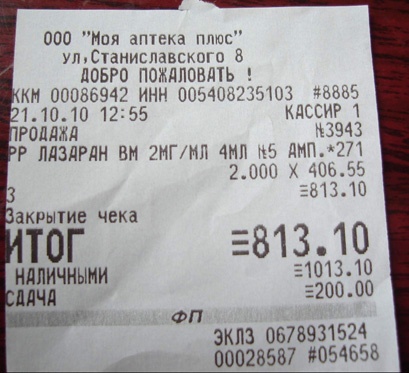 ООО "Моя аптека плюс"
ул,Станиславского 8
ДОБРО ПОЖАЛОВАТЬ !
ККМ 00086942 ИНН 005408235103 #8885
21.10.10 12:55 КАССИР 1
ПРОДАЖА №3943
РР ЛАЗАРАН ВМ 2МГ/МЛ 4МЛ №5 АМП.*271
2.000 X 406.55
3 ≡813.10
Закрытие чека
ИТОГ ≡813.10
НАЛИЧНЫМИ ≡1013.10
СДАЧА ≡200.00
ФП
ЭКЛЗ 0678931524
00028587 #054658